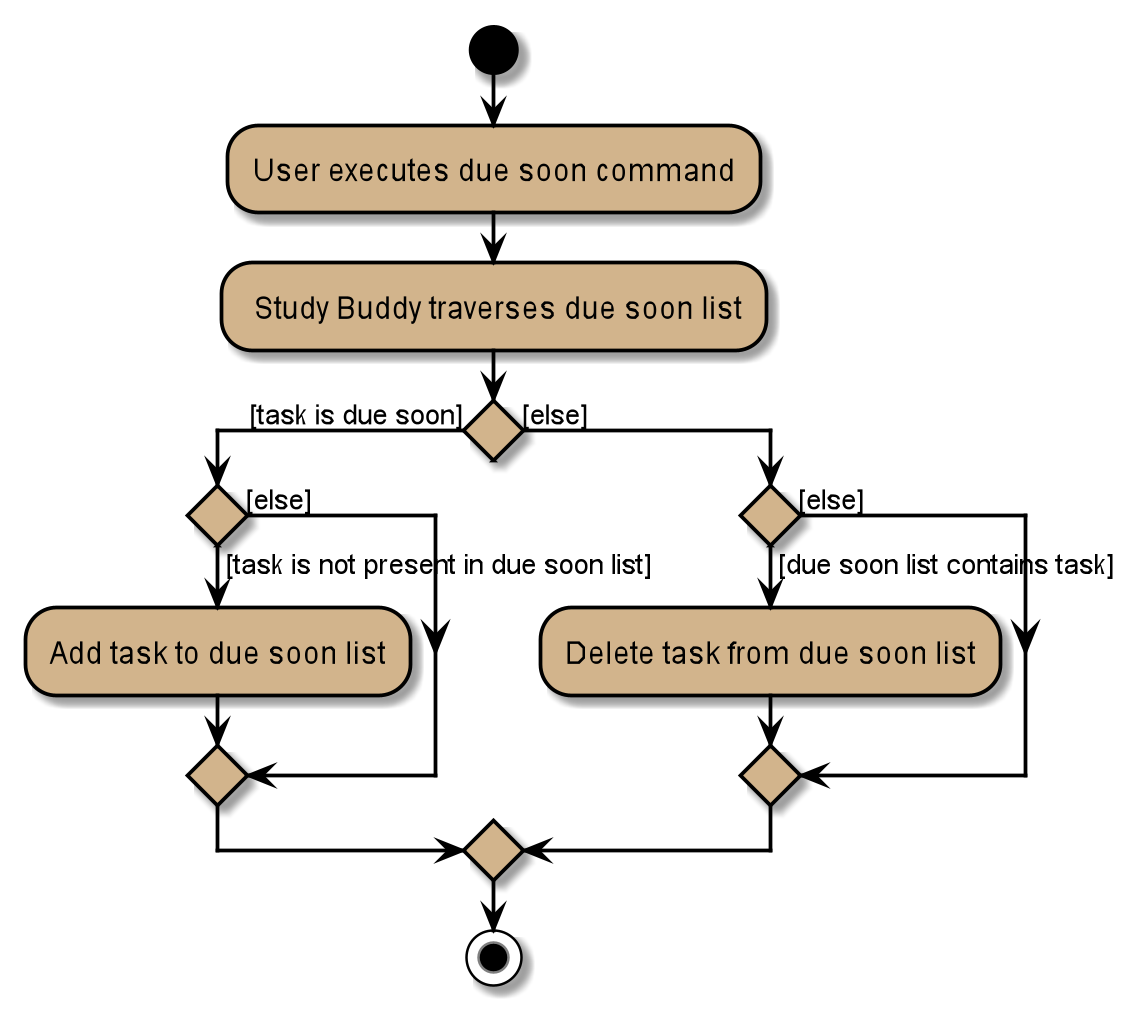 User executes due soon command
Study Buddy traverses due soon list
[task is due soon]
[else]
[else]
[else]
[task is not present in due soon list]
[due soon list contains task]
Add task to due soon list
Delete task from due soon list